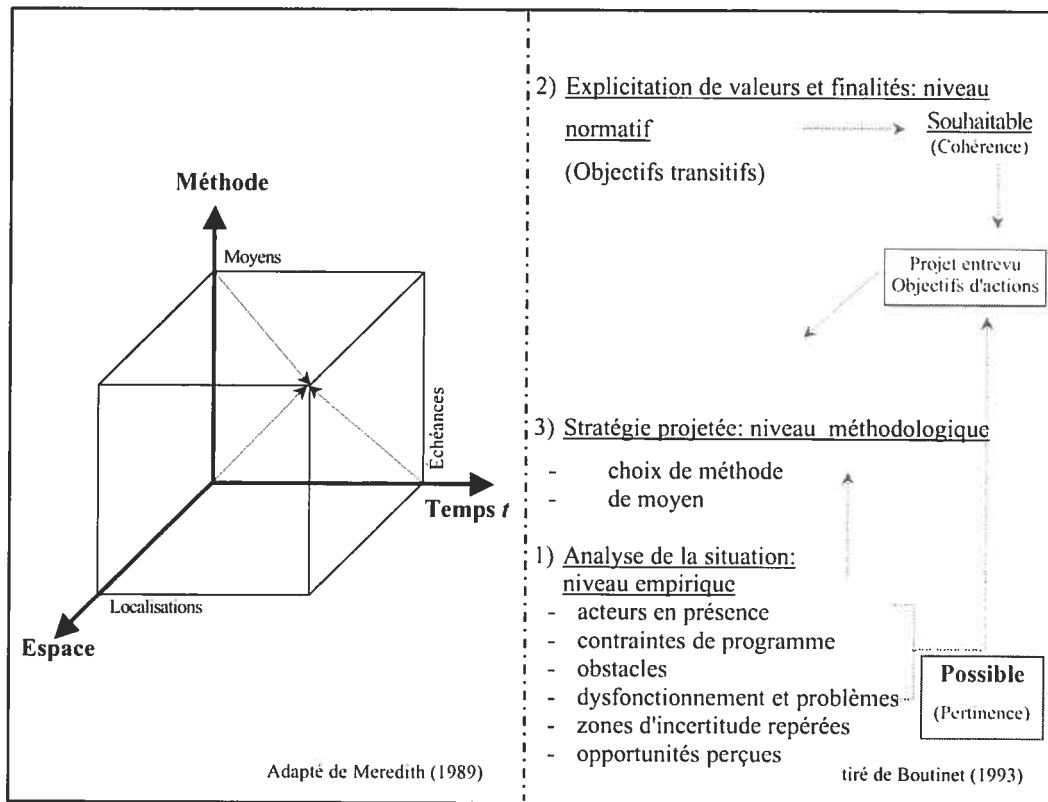 Méthode
Moyens
Échéances
Temps t
Localisations
Espace
Adapté de Meredith (1989)
2) Explicitation de valeurs et finalités: niveau
normatif
(Objectifs transitifs)
Souhaitable
(Cohérence)
Projet entrevu
Objectifs d'actions
3) Stratégie projetée: niveau méthodologique
- choix de méthode
- de moyen
1) Analyse de la situation:
niveau empirique
- acteurs en présence
- contraintes de programme
- obstacles
- dysfonctionnement et problèmes
- zones d'incertitude repérées
- opportunités perçues
Possible
(Pertinence)
tiré de Boutinet (1993)